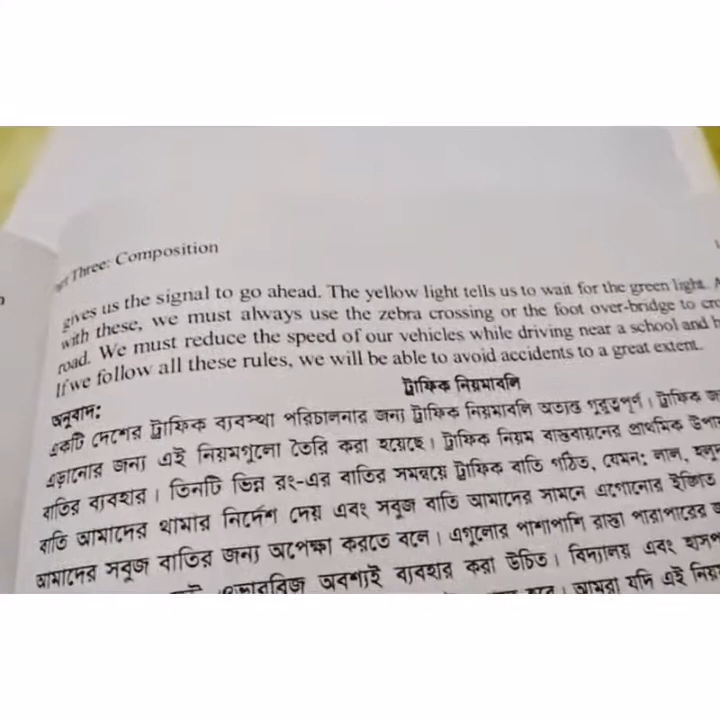 Three: Composition
gives us the signal to go ahead. The yellow light tells us to wait for the green light.
with these, we must always use the zebra crossing or the foot over-bridge to
road. We must reduce the speed of our vehicles while driving near a school and
If we follow all these rules, we will be able to avoid accidents to a great extent.
ট্রাফিক নিয়মাবলি
অনুবাদ:
একটি দেশের ট্রাফিক ব্যবস্থা পরিচালনার জন্য ট্রাফিক নিয়মাবলি অত্যন্ত গুরুত্বপূর্ণ। ট্রাফিক
এড়ানোর জন্য এই নিয়মগুলো তৈরি করা হয়েছে। ট্রাফিক নিয়ম বাস্তবায়নের প্রাথমিক
বাতির ব্যবহার। তিনটি ভিন্ন রং-এর বাতির সমন্বয়ে ট্রাফিক বাতি গঠিত, যেমন: লাল,
বাতি আমাদের থামার নির্দেশ দেয় এবং সবুজ বাতি আমাদের সামনে এগোনোর ইঙ্গিত
আমাদের সবুজ বাতির জন্য অপেক্ষা করতে বলে। এগুলোর পাশাপাশি রাস্তা পারাপারের
অবশ্যই ব্যবহার করা উচিত। বিদ্যালয় এবং
আমরা যদি এই